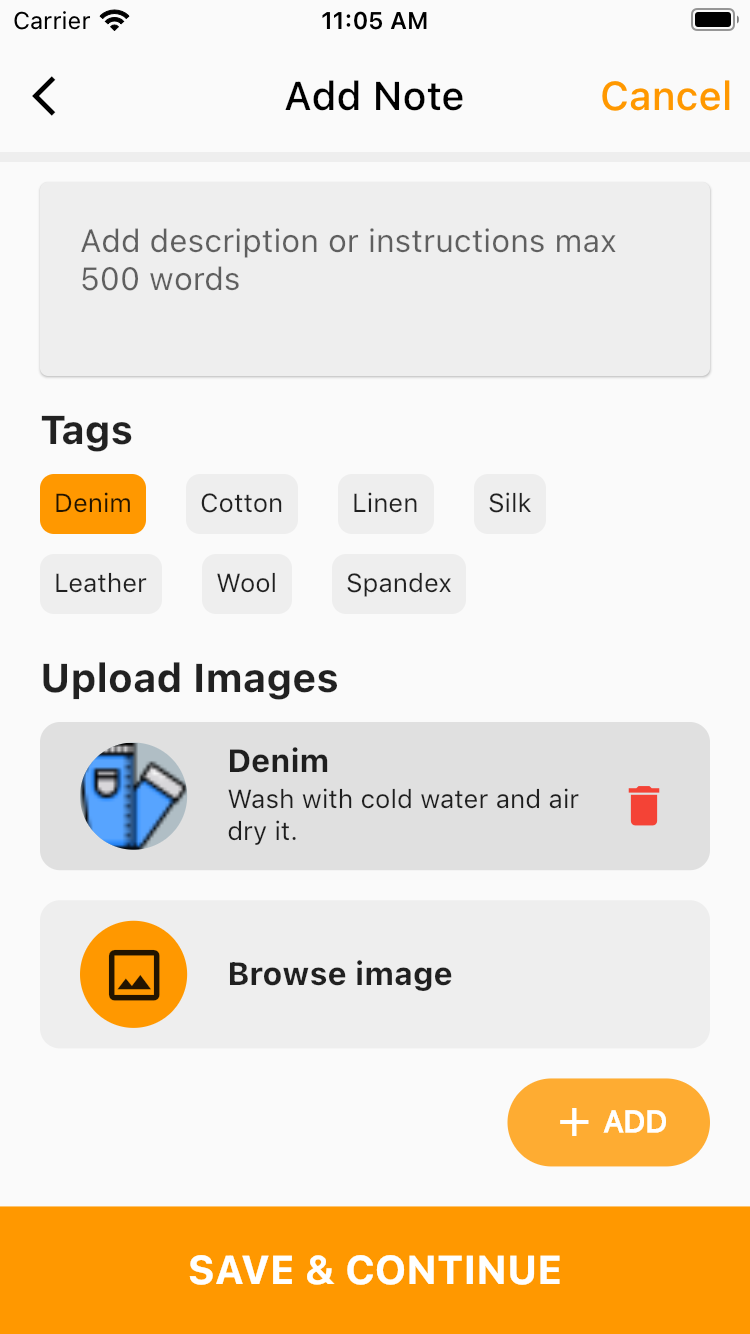 Carrier 11:05 AM
Add Note Cancel
Add description or instructions max
500 words
Tags
Denim Cotton Linen Silk
Leather Wool Spandex
Upload Images
Denim
Wash with cold water and air
dry it.
Browse image
+ ADD
SAVE & CONTINUE